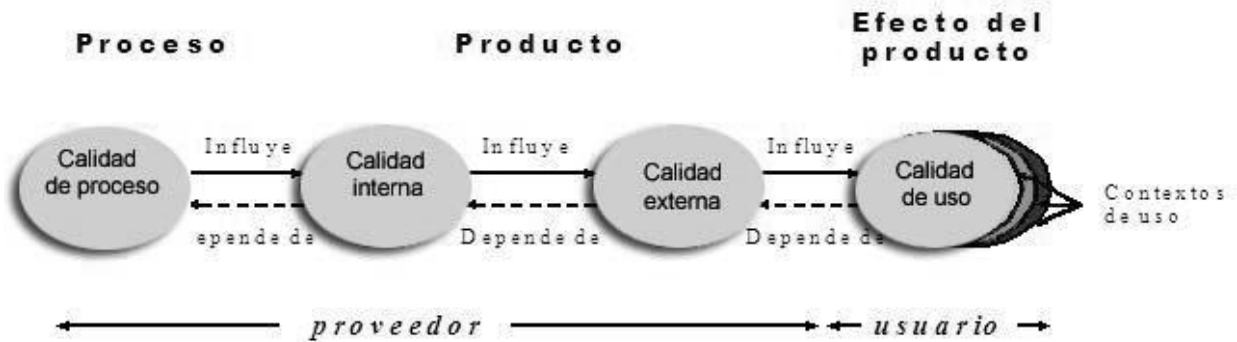 Proceso
Producto
Efecto del
producto
Calidad
de proceso
Influye
epende de
Calidad
interna
Influye
Depende de
Calidad
externa
Influye
Depende de
Calidad
de uso
Contextos
de uso
proveedor
usuario